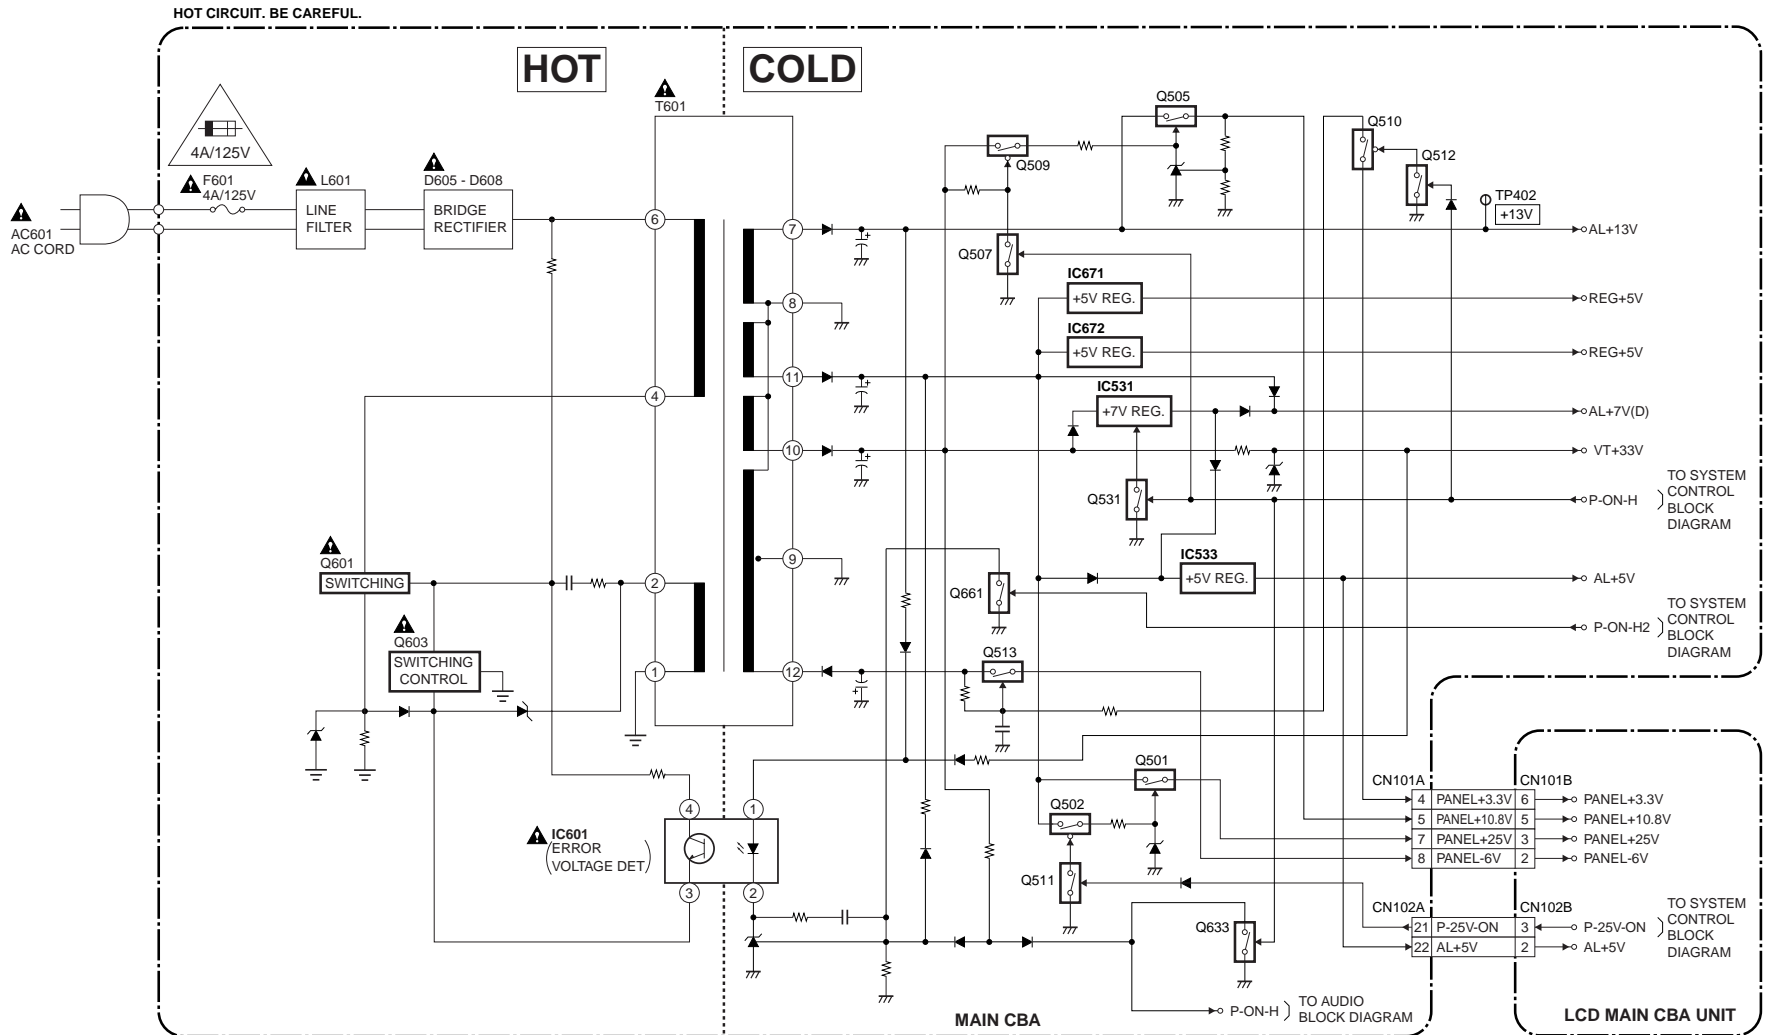 HOT CIRCUIT. BE CAREFUL.
HOT
COLD
4A/125V
F601
4A/125V
L601
LINE
FILTER
D605 - D608
BRIDGE
RECTIFIER
AC601
AC CORD
T601
6
4
2
1
7
8
11
10
9
12
Q505
Q509
Q510
Q512
Q507
TP402
+13V
AL+13V
IC671
+5V REG.
REG+5V
IC672
+5V REG.
REG+5V
IC531
+7V REG.
AL+7V(D)
VT+33V
Q531
P-ON-H
TO SYSTEM
CONTROL
BLOCK
DIAGRAM
IC533
+5V REG.
AL+5V
Q661
P-ON-H2
TO SYSTEM
CONTROL
BLOCK
DIAGRAM
Q601
SWITCHING
Q603
SWITCHING
CONTROL
Q513
IC601
ERROR
VOLTAGE DET
4
1
3
2
Q501
Q502
Q511
Q633
CN101A
CN101B
4 PANEL+3.3V 6 PANEL+3.3V
5 PANEL+10.8V 5 PANEL+10.8V
7 PANEL+25V 3 PANEL+25V
8 PANEL-6V 2 PANEL-6V
CN102A
CN102B
21 P-25V-ON 3 P-25V-ON
22 AL+5V 2 AL+5V
TO SYSTEM
CONTROL
BLOCK
DIAGRAM
P-ON-H
TO AUDIO
BLOCK DIAGRAM
MAIN CBA
LCD MAIN CBA UNIT